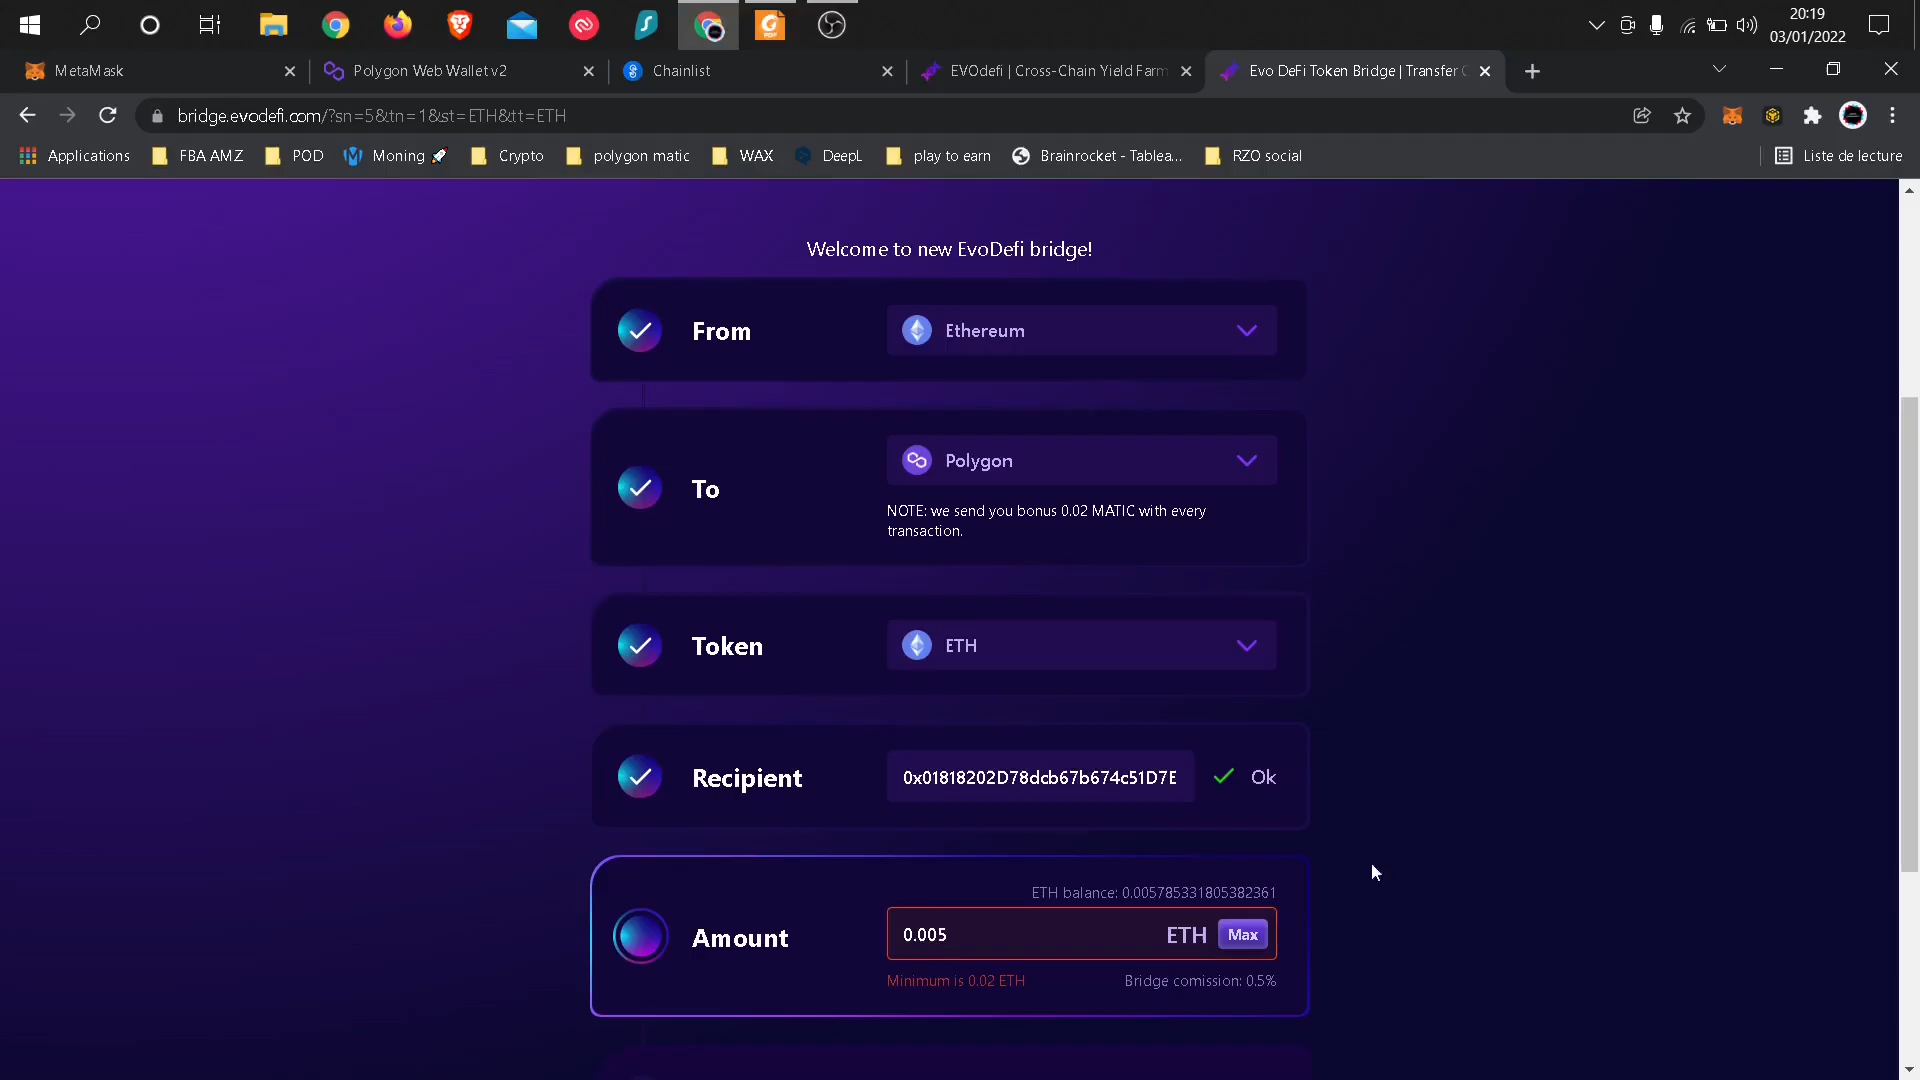 20:19
03/01/2022
MetaMask
Polygon Web Wallet v2
Chainlist
EVOdefi | Cross-Chain Yield Farm
Evo DeFi Token Bridge | Transfer C
bridge.evodefi.com/?sn=5&tn=1&st=ETH&tt=ETH
Applications
FBA AMZ
POD
Moning 🚀
Crypto
polygon matic
WAX
DeepL
play to earn
Brainrocket - Tablea...
RZO social
Liste de lecture
Welcome to new EvoDefi bridge!
From
Ethereum
To
Polygon
NOTE: we send you bonus 0.02 MATIC with every
transaction.
Token
ETH
Recipient
0x01818202D78dcb67b674c51D7E
Ok
ETH balance: 0.005785331805382361
Amount
0.005
ETH
Max
Minimum is 0.02 ETH
Bridge comission: 0.5%